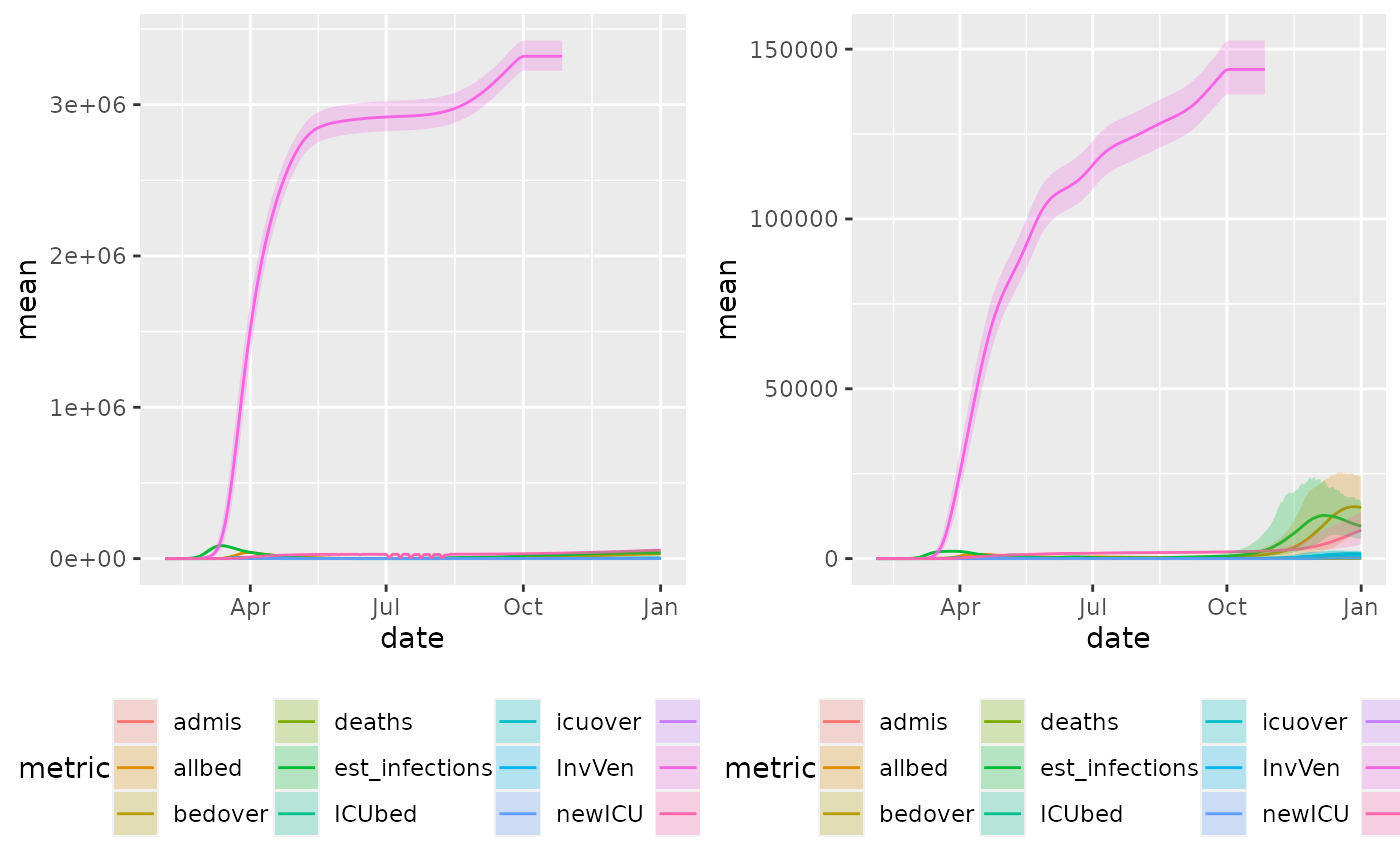 mean
3e+06
2e+06
1e+06
0e+00
Apr
Jul
Oct
Jan
date
metric
admis
allbed
bedover
deaths
est_infections
ICUbed
icuover
InvVen
newICU
mean
150000
100000
50000
0
Apr
Jul
Oct
Jan
date
metric
admis
allbed
bedover
deaths
est_infections
ICUbed
icuover
InvVen
newICU